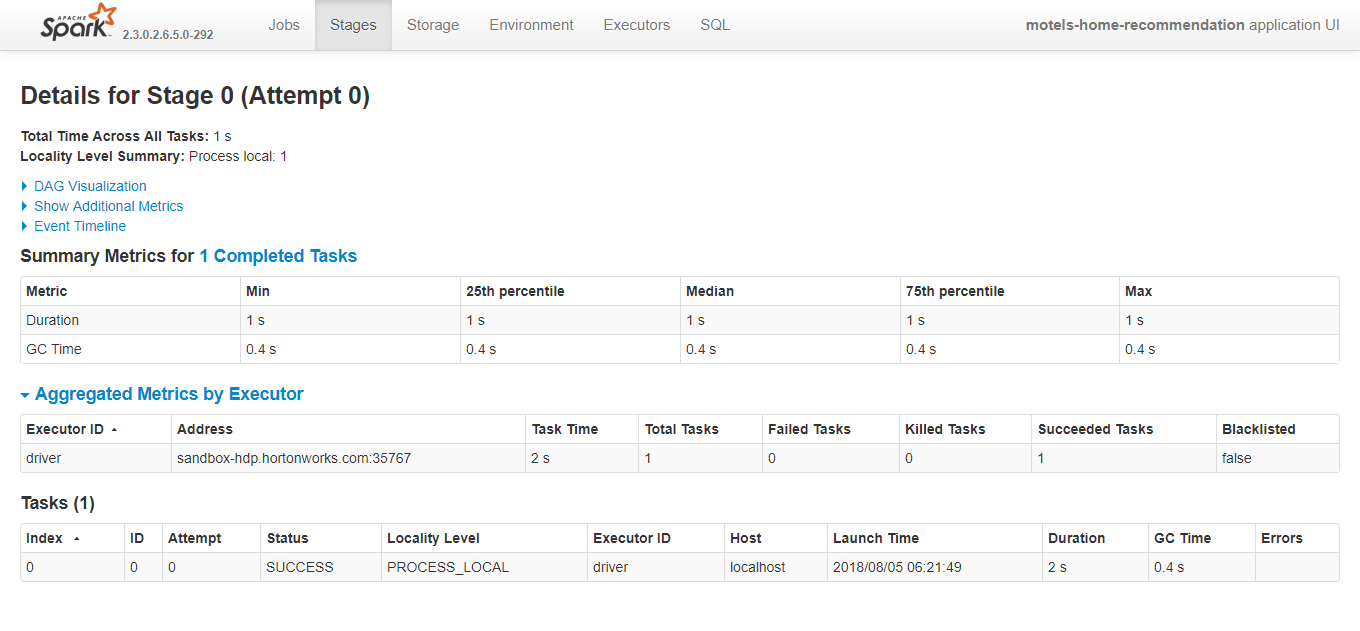 APACHE
Spark 2.3.0.2.6.5.0-292 Jobs Stages Storage Environment Executors SQL motels-home-recommendation application UI
Details for Stage 0 (Attempt 0)
Total Time Across All Tasks: 1 s
Locality Level Summary: Process local: 1
DAG Visualization
Show Additional Metrics
Event Timeline
Summary Metrics for 1 Completed Tasks
Metric Min 25th percentile Median 75th percentile Max
Duration 1 s 1 s 1 s 1 s 1 s
GC Time 0.4 s 0.4 s 0.4 s 0.4 s 0.4 s
Aggregated Metrics by Executor
Executor ID Address Task Time Total Tasks Failed Tasks Killed Tasks Succeeded Tasks Blacklisted
driver sandbox-hdp.hortonworks.com:35767 2 s 1 0 0 1 false
Tasks (1)
Index ID Attempt Status Locality Level Executor ID Host Launch Time Duration GC Time Errors
0 0 0 SUCCESS PROCESS_LOCAL driver localhost 2018/08/05 06:21:49 2 s 0.4 s